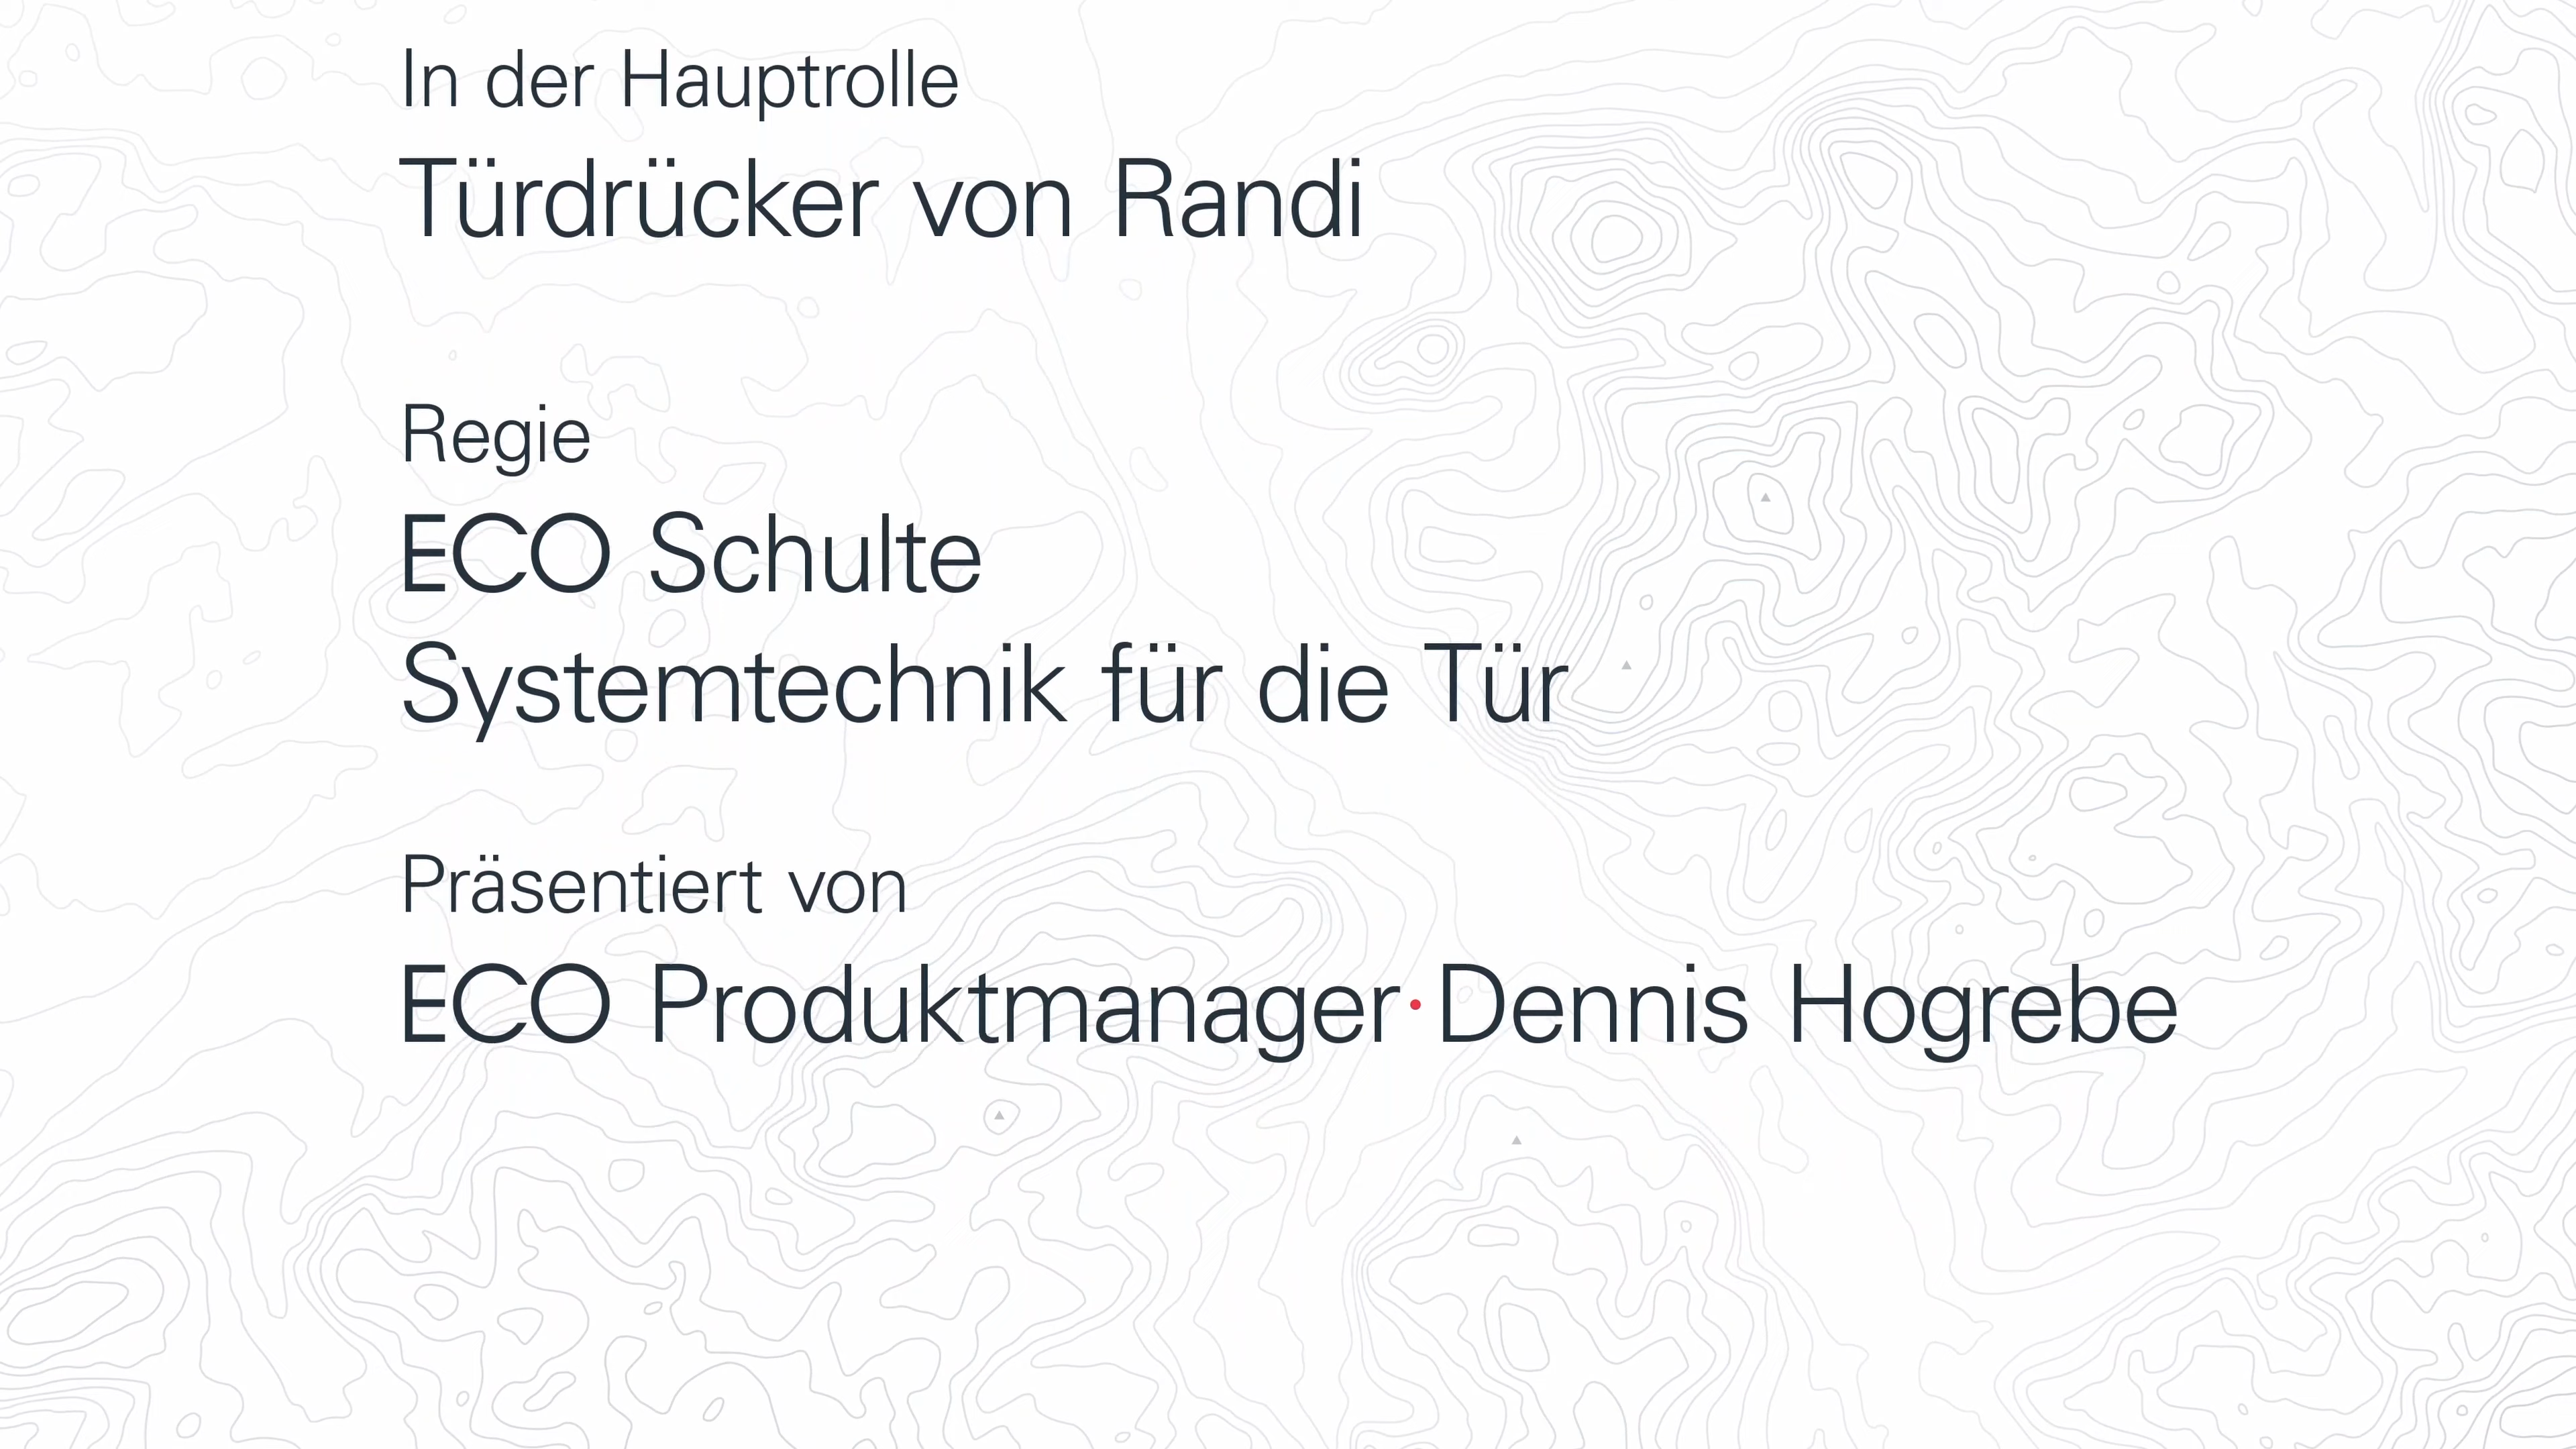 In der Hauptrolle
Türdrücker von Randi
Regie
ECO Schulte
Systemtechnik für die Tür
Präsentiert von
ECO Produktmanager·Dennis Hogrebe